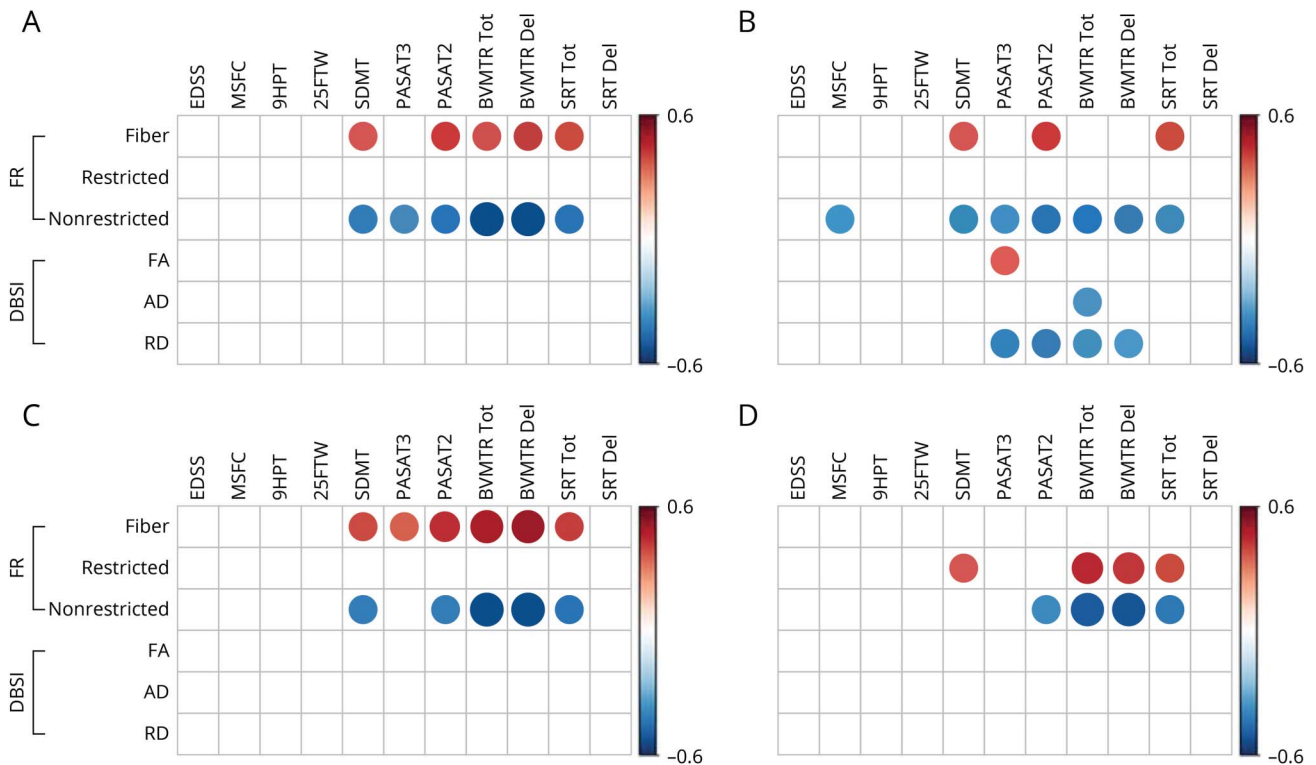 A
EDSS
MSFC
9HPT
25FTW
SDMT
PASAT3
PASAT2
BVMTR Tot
BVMTR Del
SRT Tot
SRT Del
FR
Fiber
Restricted
Nonrestricted
DBSI
FA
AD
RD
0.6
−0.6
B
EDSS
MSFC
9HPT
25FTW
SDMT
PASAT3
PASAT2
BVMTR Tot
BVMTR Del
SRT Tot
SRT Del
0.6
−0.6
C
EDSS
MSFC
9HPT
25FTW
SDMT
PASAT3
PASAT2
BVMTR Tot
BVMTR Del
SRT Tot
SRT Del
FR
Fiber
Restricted
Nonrestricted
DBSI
FA
AD
RD
0.6
−0.6
D
EDSS
MSFC
9HPT
25FTW
SDMT
PASAT3
PASAT2
BVMTR Tot
BVMTR Del
SRT Tot
SRT Del
0.6
−0.6